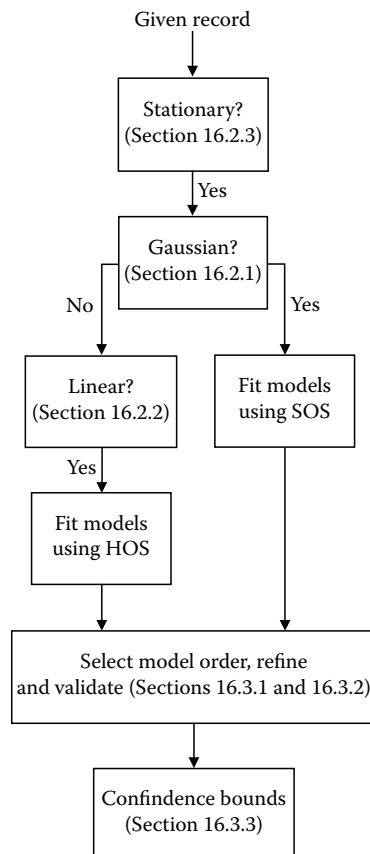 Given record
Stationary?
(Section 16.2.3)
Yes
Gaussian?
(Section 16.2.1)
No
Yes
Linear?
(Section 16.2.2)
Fit models
using SOS
Yes
Fit models
using HOS
Select model order, refine
and validate (Sections 16.3.1 and 16.3.2)
Confindence bounds
(Section 16.3.3)